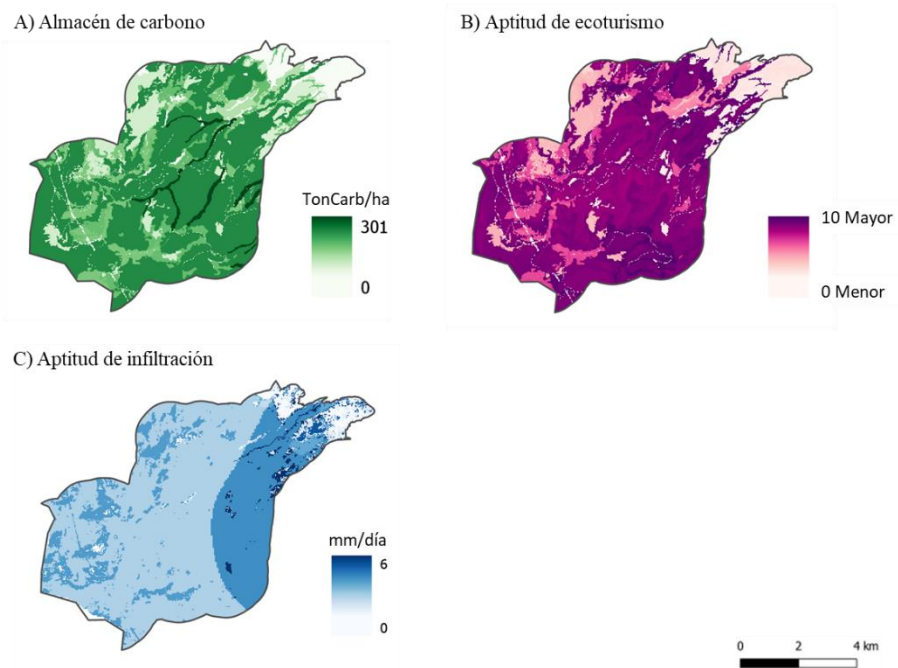 A) Almacén de carbono
TonCarb/ha
301
0
B) Aptitud de ecoturismo
10 Mayor
0 Menor
C) Aptitud de infiltración
mm/día
6
0
0 2 4 km